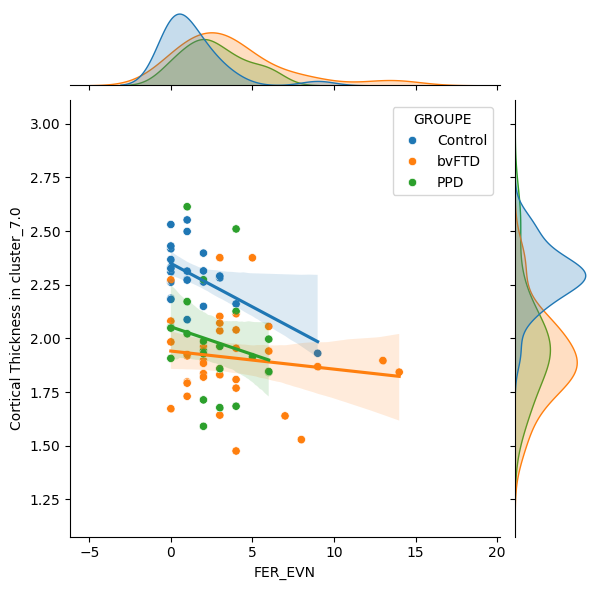 GROUPE
Control
bvFTD
PPD
3.00
2.75
2.50
2.25
2.00
1.75
1.50
1.25
Cortical Thickness in cluster_7.0
−5
0
5
10
15
20
FER_EVN